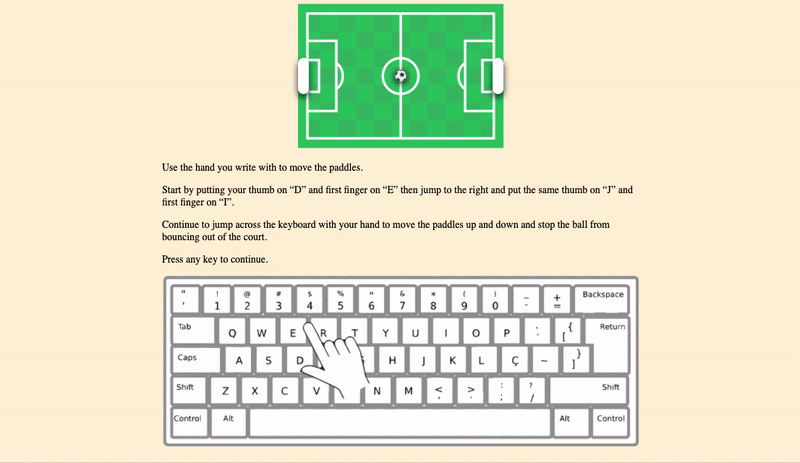 Use the hand you write with to move the paddles.
Start by putting your thumb on “D” and first finger on “E” then jump to the right and put the same thumb on “J” and
first finger on “I”.
Continue to jump across the keyboard with your hand to move the paddles up and down and stop the ball from
bouncing out of the court.
Press any key to continue.
" ! @ # $ % " & * ( ) _ + Backspace
' 1 2 3 4 5 6 7 8 9 0 - =
Tab Q W E R T Y U I O P { [ Return
Caps A S D H J K L Ç ~ } ]
Shift Z X C V N M < , > . : ; ? / Shift
Control Alt Alt Control